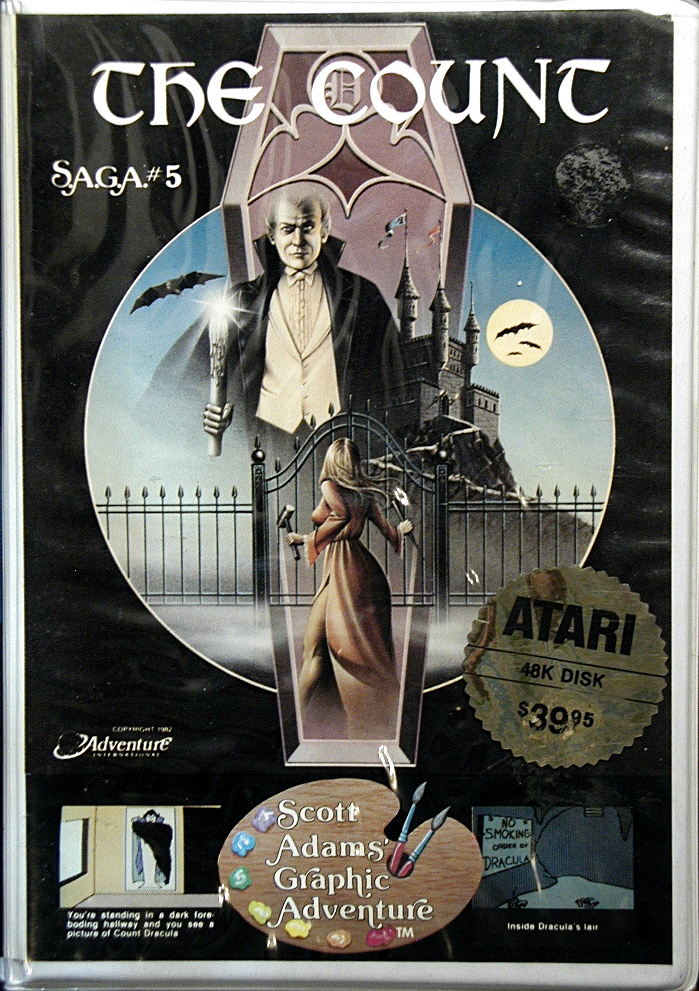 THE COUNT
S.A.G.A. #5
ATARI
48K DISK
$39.95
COPYRIGHT 1982
Adventure
INTERNATIONAL
Scott
Adams'
Graphic
Adventure
TM
You're standing in a dark fore-
boding hallway and you see a
picture of Count Dracula
NO
SMOKING
ORDER OF
DRACULA
Inside Dracula's lair